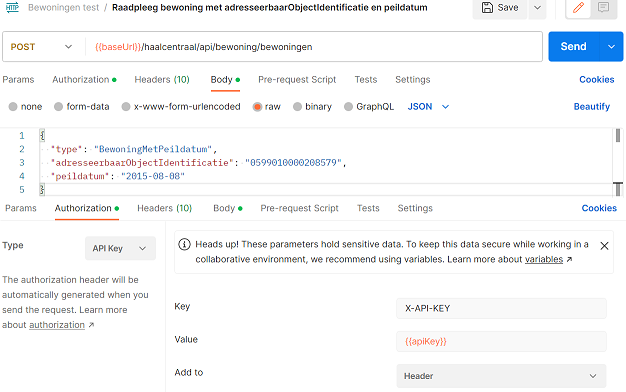 HTTP Bewoningen test / Raadpleeg bewoning met adresseerbaarObjectIdentificatie en peildatum Save
POST {{baseUrl}}/haalcentraal/api/bewoning/bewoningen Send
Params Authorization Headers (10) Body Pre-request Script Tests Settings Cookies
none form-data x-www-form-urlencoded raw binary GraphQL JSON Beautify
1 {
2 "type": "BewoningMetPeildatum",
3 "adresseerbaarObjectIdentificatie": "0599010000208579",
4 "peildatum": "2015-08-08"
5 }
Params Authorization Headers (10) Body Pre-request Script Tests Settings Cookies
Type API Key
The authorization header will be
automatically generated when you
send the request. Learn more
about authorization ↗
Heads up! These parameters hold sensitive data. To keep this data secure while working in a
collaborative environment, we recommend using variables. Learn more about variables ↗
Key X-API-KEY
Value {{apiKey}}
Add to Header